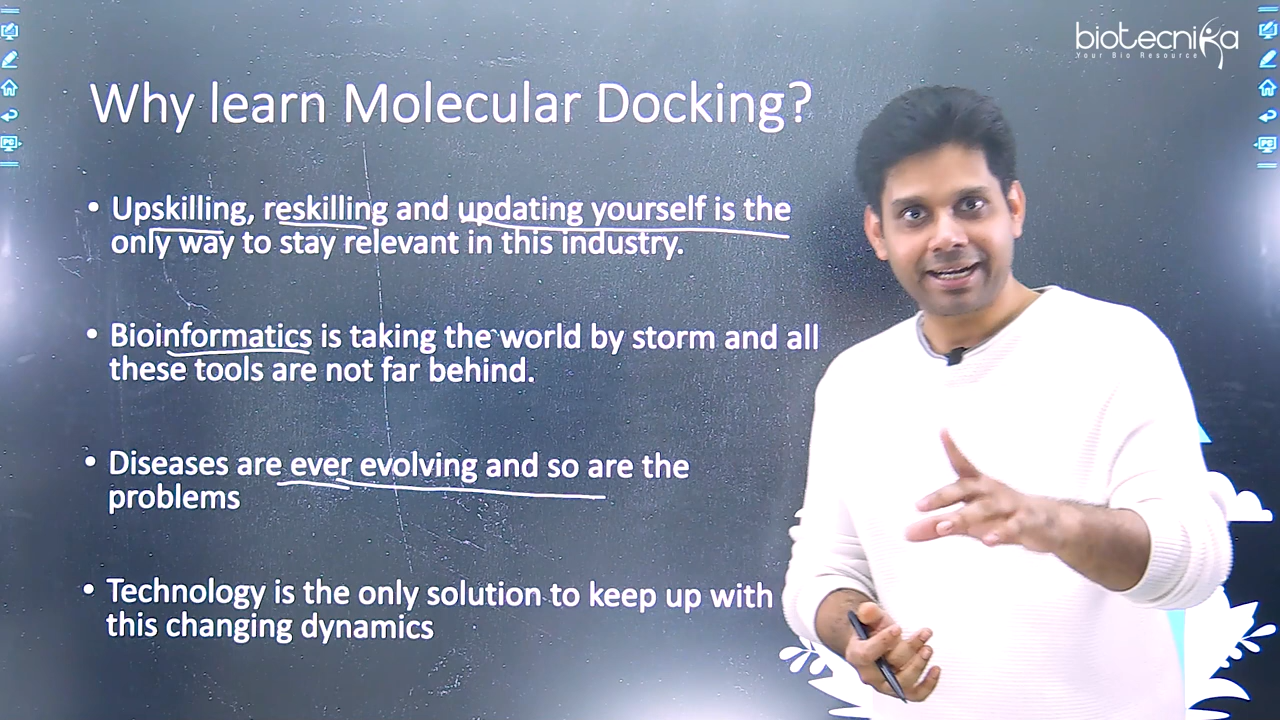 biotecnika
Your Bio Resource
Why learn Molecular Docking?
• Upskilling, reskilling and updating yourself is the
only way to stay relevant in this industry.
• Bioinformatics is taking the world by storm and all
these tools are not far behind.
• Diseases are ever evolving and so are the
problems
• Technology is the only solution to keep up with
this changing dynamics
PC
PC